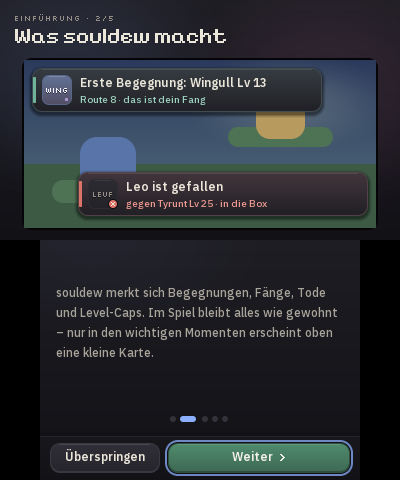 EINFÜHRUNG · 2/5
Was souldew macht
WING
Erste Begegnung: Wingull Lv 13
Route 8 · das ist dein Fang
LEUF
Leo ist gefallen
gegen Tyrunt Lv 25 · in die Box
souldew merkt sich Begegnungen, Fänge, Tode
und Level-Caps. Im Spiel bleibt alles wie gewohnt
– nur in den wichtigen Momenten erscheint oben
eine kleine Karte.
Überspringen
Weiter